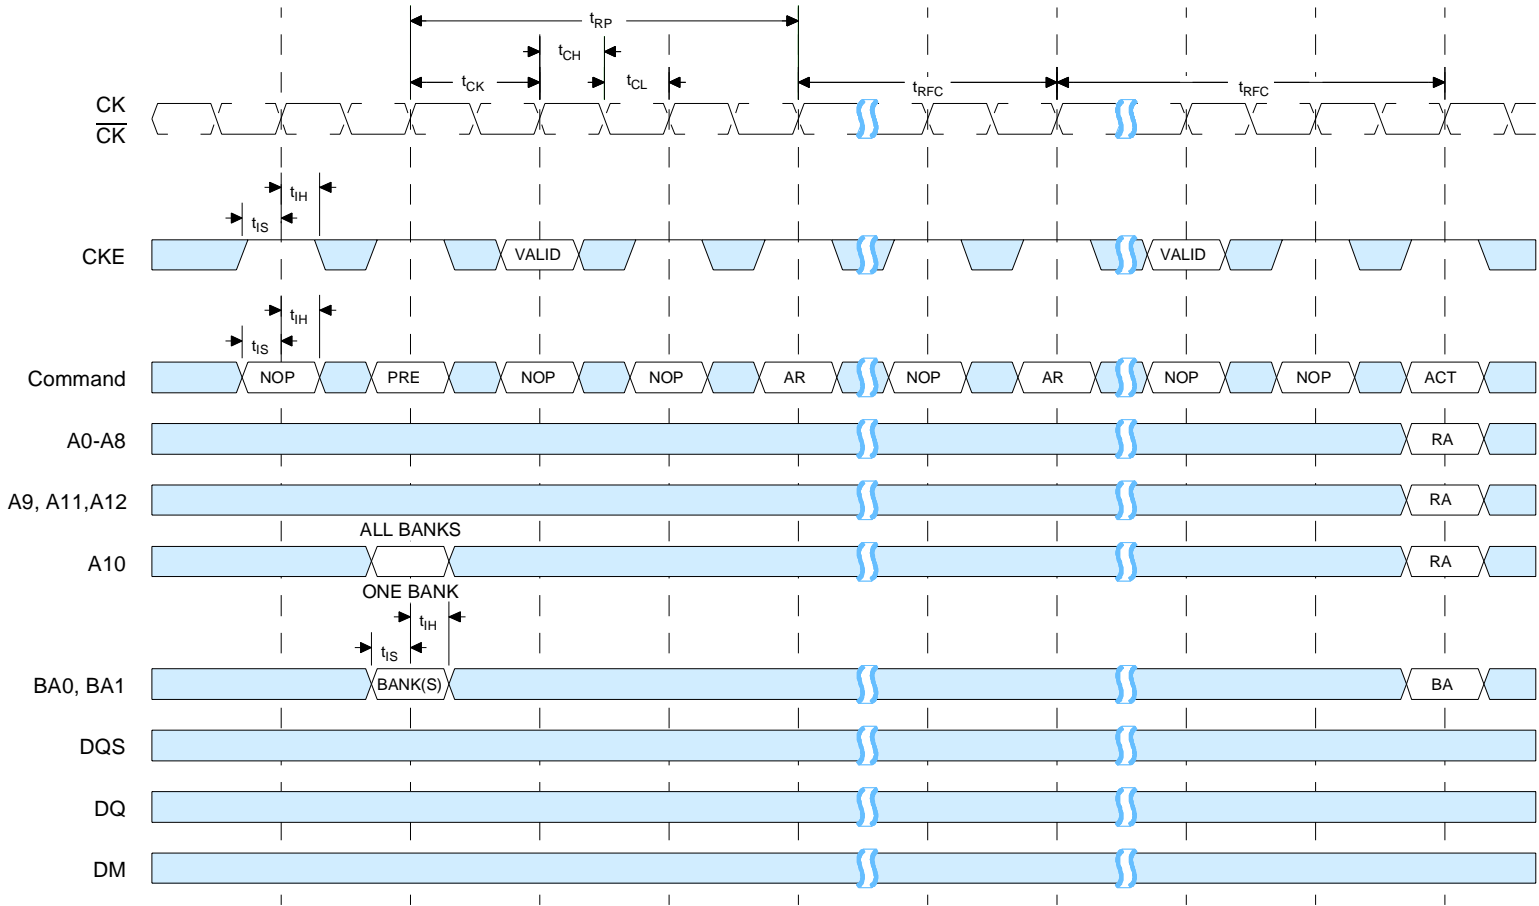 tRP
tCH
tCK
tCL
tRFC
tRFC
CK
CK
tIH
tIS
CKE
VALID
VALID
tIH
tIS
Command
NOP
PRE
NOP
NOP
AR
NOP
AR
NOP
NOP
ACT
A0-A8
RA
A9, A11,A12
RA
ALL BANKS
A10
RA
ONE BANK
tIH
tIS
BA0, BA1
BANK(S)
BA
DQS
DQ
DM